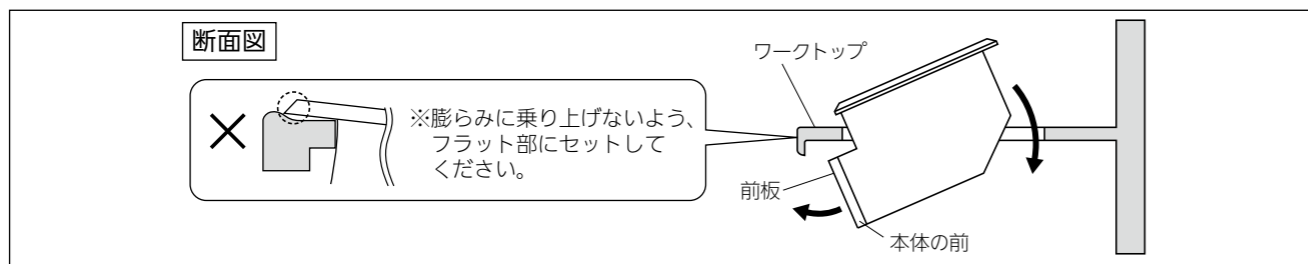 断面図
ワークトップ
※膨らみに乗り上げないよう、
フラット部にセットして
ください。
前板
本体の前